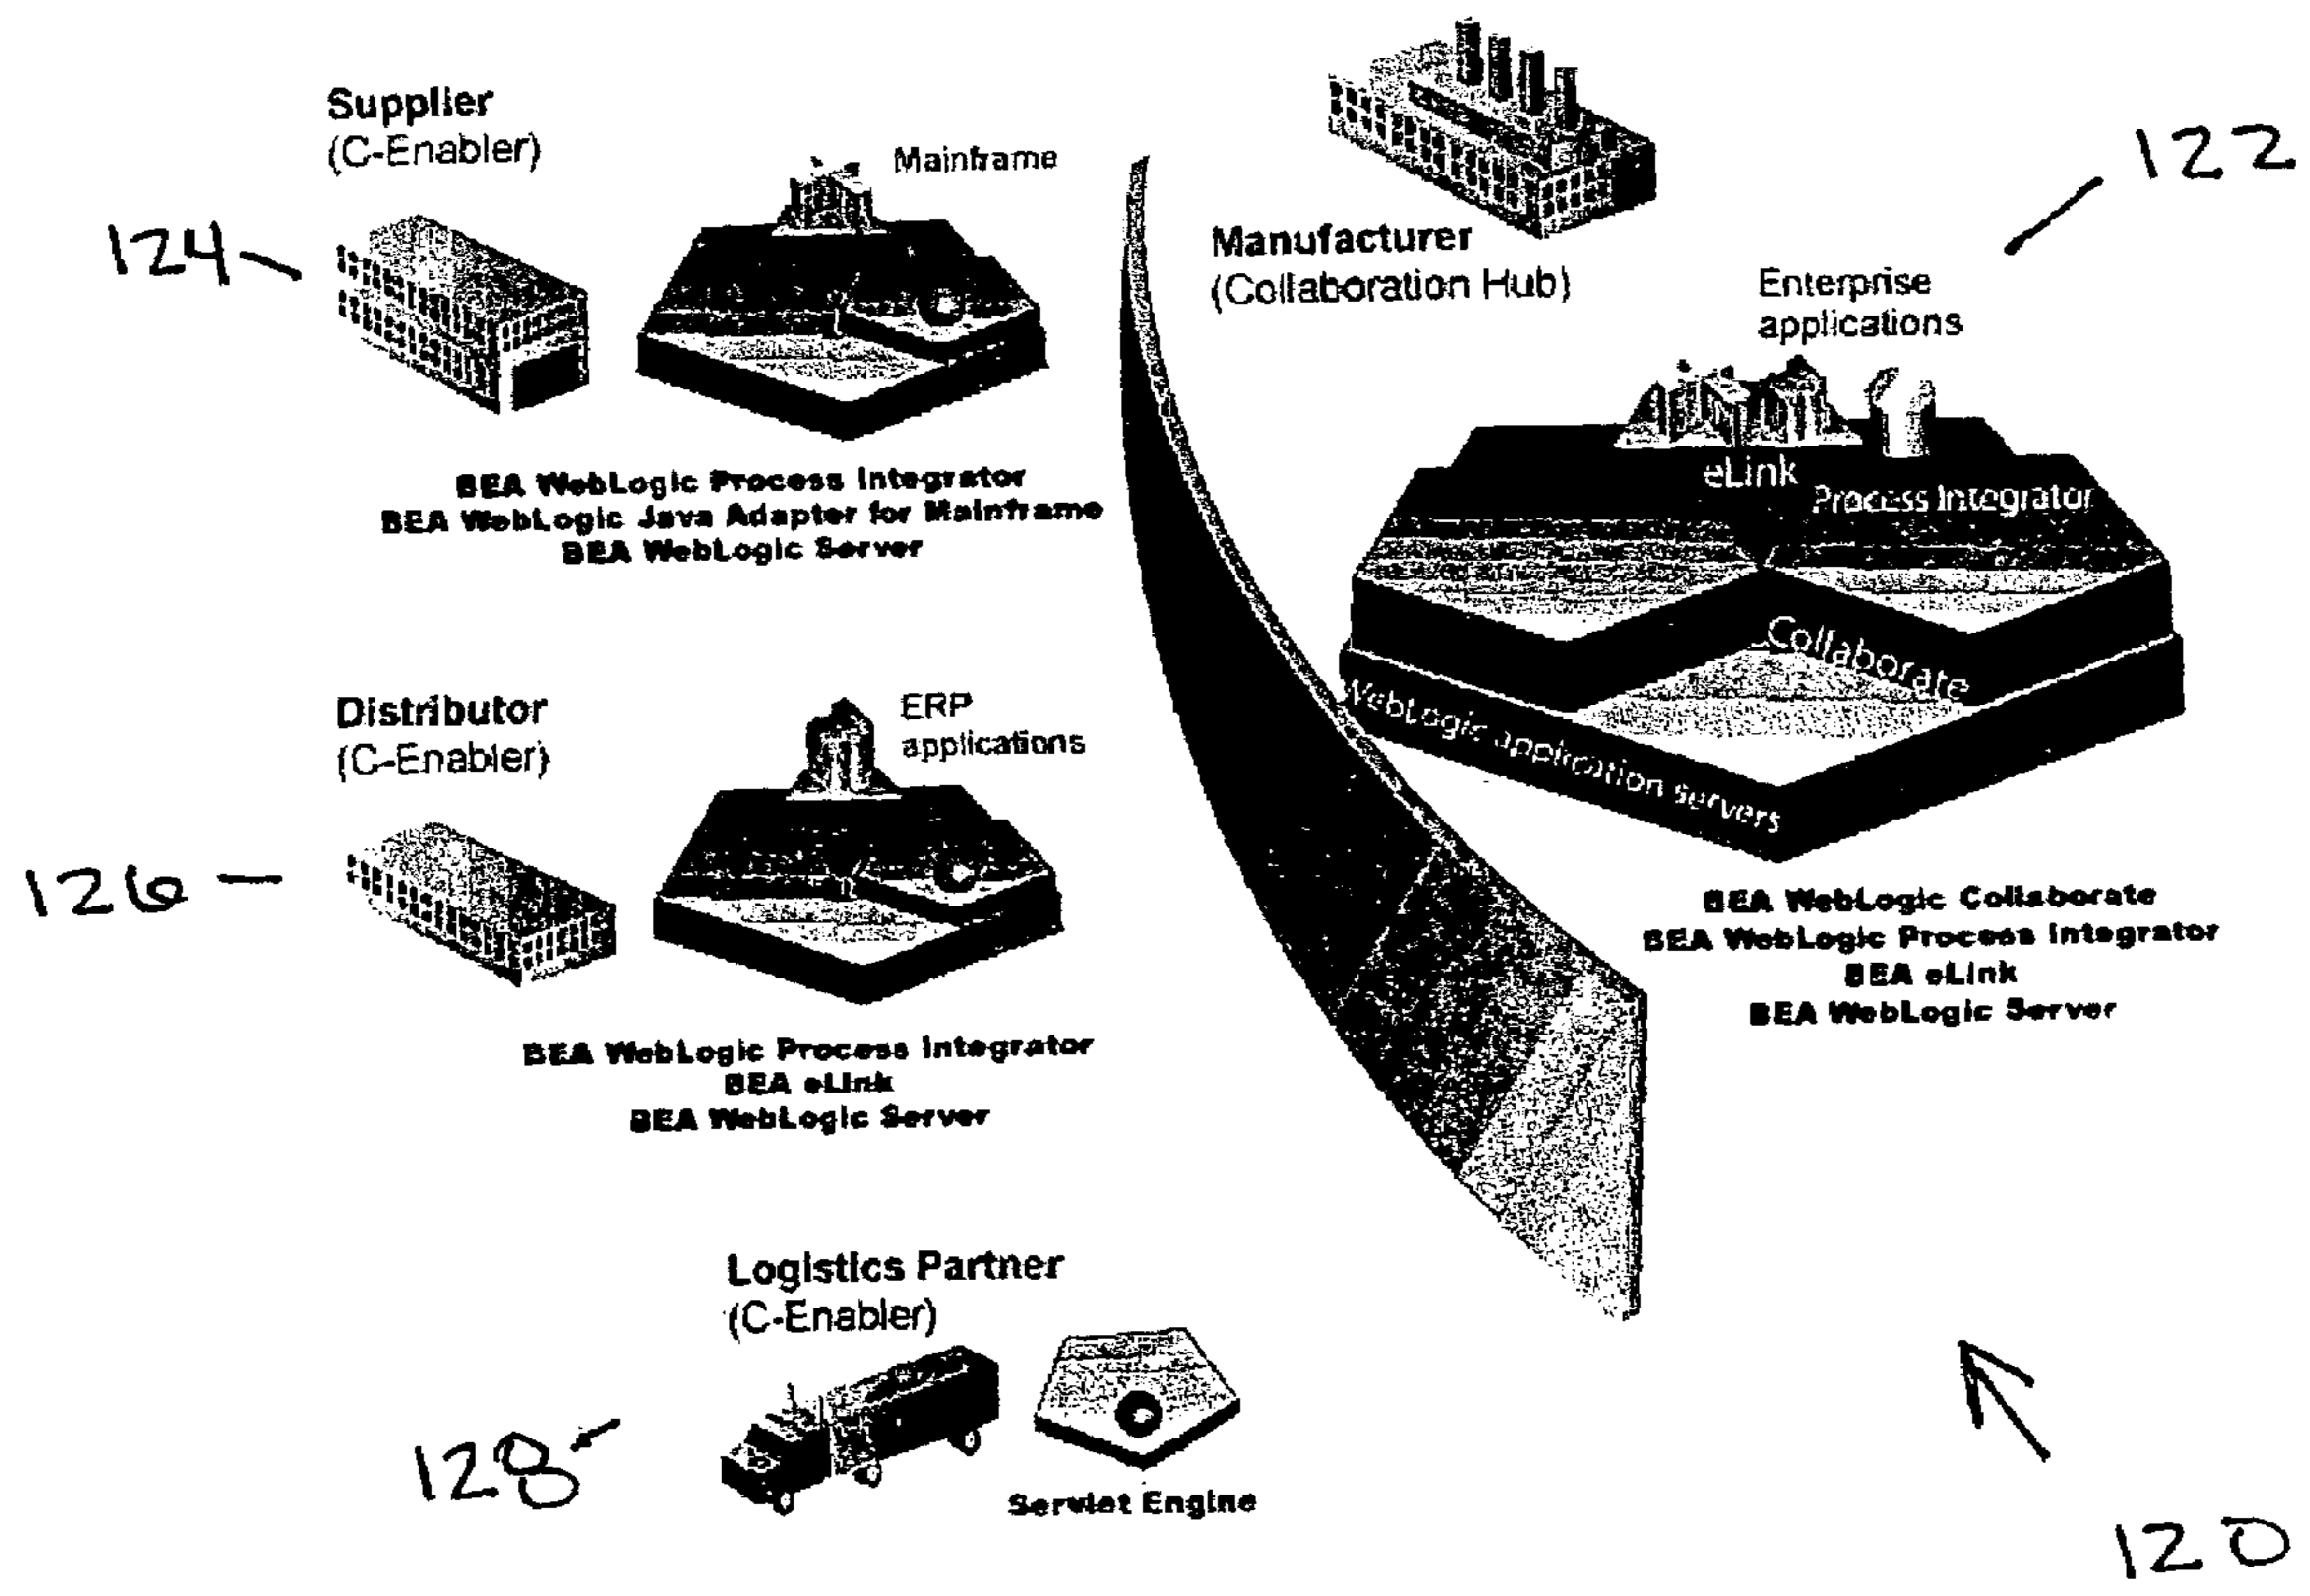 Supplier
(C-Enabler)
Mainframe
124
BEA WebLogic Process Integrator
BEA WebLogic Java Adapter for Mainframe
BEA WebLogic Server
Manufacturer
(Collaboration Hub)
122
Enterprise
applications
eLink
Process Integrator
Collaborate
WebLogic application servers
BEA WebLogic Collaborate
BEA WebLogic Process Integrator
BEA eLink
BEA WebLogic Server
Distributor
(C-Enabler)
ERP
applications
126
BEA WebLogic Process Integrator
BEA eLink
BEA WebLogic Server
Logistics Partner
(C-Enabler)
128
Servlet Engine
120